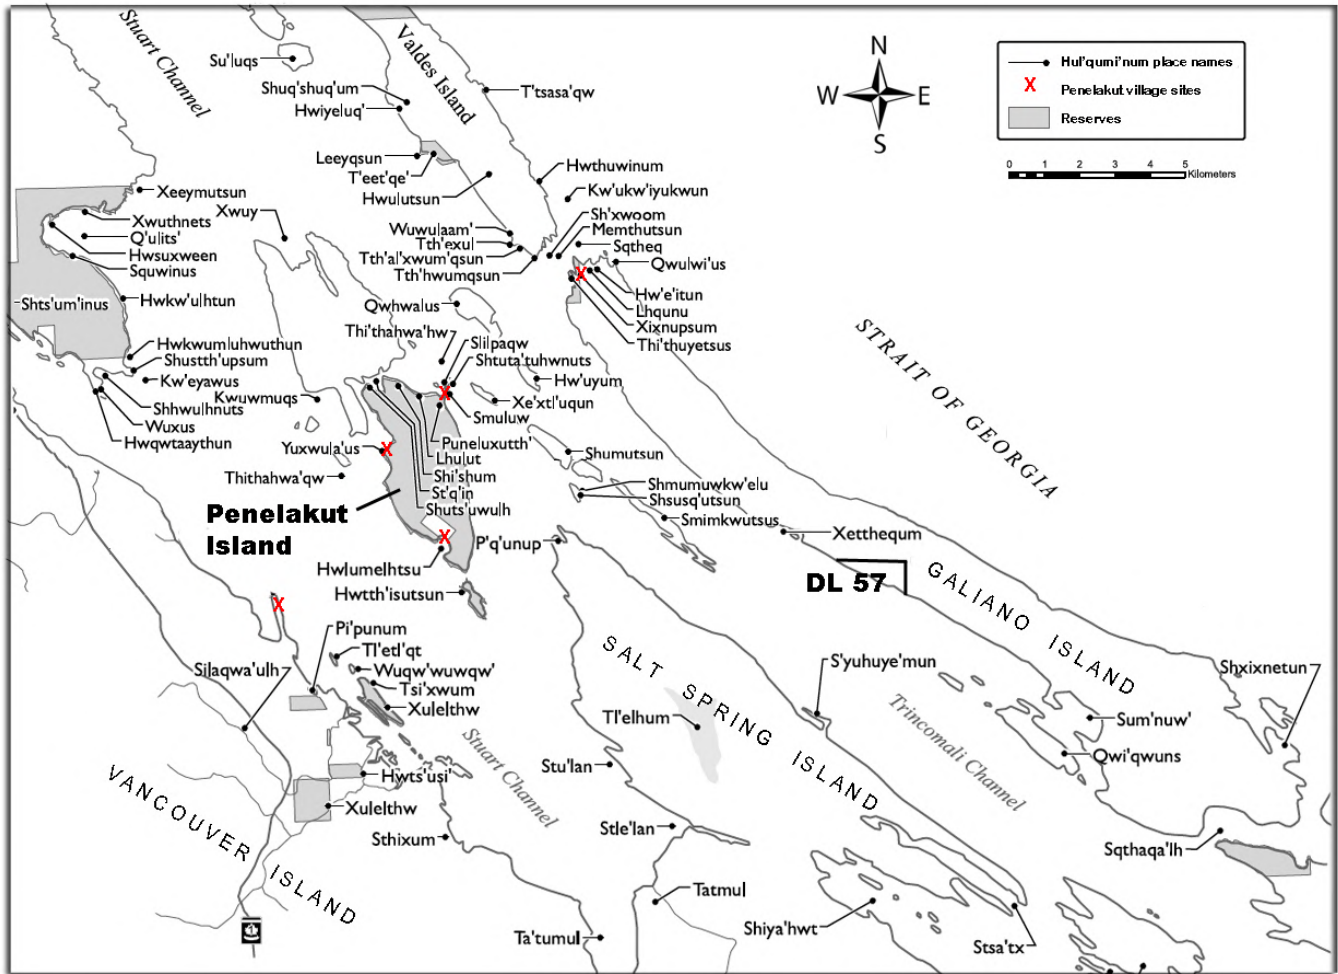 Stuart Channel
Su'luqs
Valdes Island
N
W
E
S
Hul'qumi'num place names
Penelakut village sites
Reserves
0 1 2 3 4 5
Kilometers
Shuq'shuq'um
Hwiyeluq'
T'tsasa'qw
Leeyqsun
T'eet'qe'
Hwulutsun
Hwthuwinum
Kw'ukw'iyukwun
Xeeymutsun
Xwuthnets
Q'ulits'
Hwsuxween
Squwinus
Xwuy
Wuwulaam'
Tth'exul
Tth'al'xwum'qsun
Tth'hwumqsun
Sh'xwoom
Memthutsun
Sqtheq
Qwulwi'us
Hw'e'itun
Lhqunu
Xixnupsum
Thi'thuyetsus
Shts'um'inus
Hwkw'ulhtun
Qwhwalus
Thi'thahwa'hw
Slilpaqw
Shtuta'tuhwnuts
Hw'uyum
Xe'xtl'uqun
Smuluw
Hwkwumluhwuthun
Shustth'upsum
Kw'eyawus
Kwuwmuqs
Shhwulhnuts
Wuxus
Hwqwtaaythun
Puneluxutth'
Lhulut
Shi'shum
St'q'in
Shuts'uwulh
Yuxwula'us
Thithahwa'qw
Shumutsun
Shmumuwkw'elu
Shsusq'utsun
Smimkwutsus
STRAIT OF GEORGIA
Penelakut
Island
P'q'unup
Xetthequm
DL 57
GALIANO ISLAND
Hwlumelhtsu
Hwtth'isutsun
Pi'punum
Tl'etl'qt
Wuqw'wuwqw'
Tsi'xwum
Xulelthw
Silaqwa'ulh
SALT SPRING ISLAND
Tl'elhum
S'yuhuye'mun
Trincomali Channel
Shxixnetun
Sum'nuw'
Qwi'qwuns
Stuart Channel
Stu'lan
Hwts'usi'
Xulelthw
VANCOUVER ISLAND
Sthixum
Stle'lan
Sqthaqa'lh
Tatmul
Shiya'hwt
Stsa'tx
Ta'tumul
1